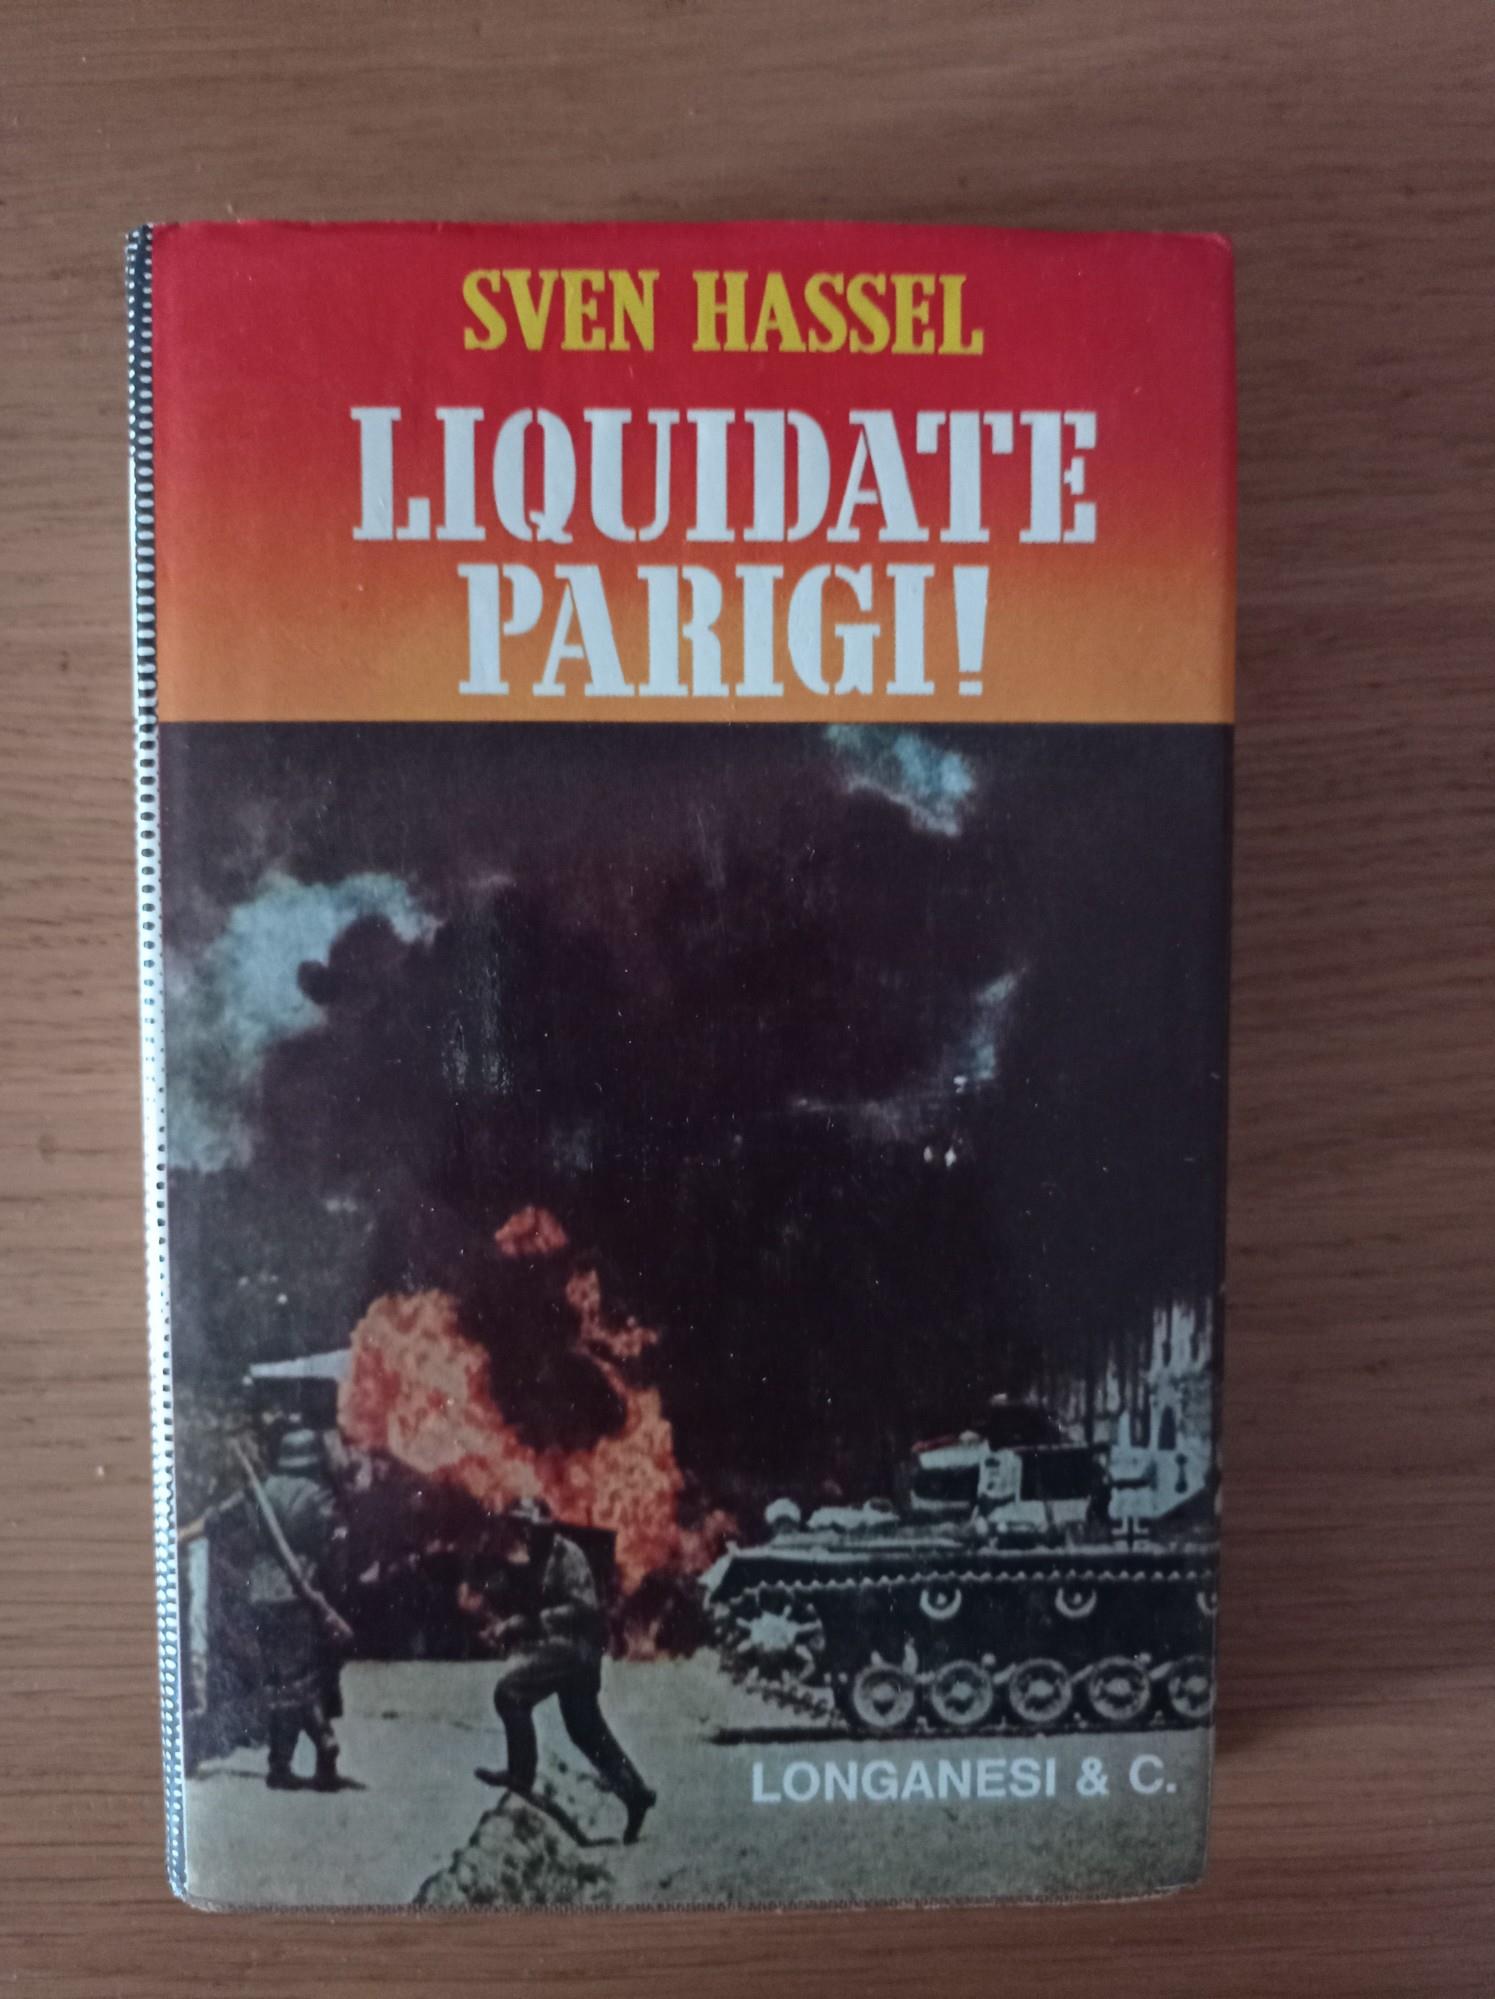 SVEN HASSEL
LIQUIDATE
PARIGI!
LONGANESI & C.